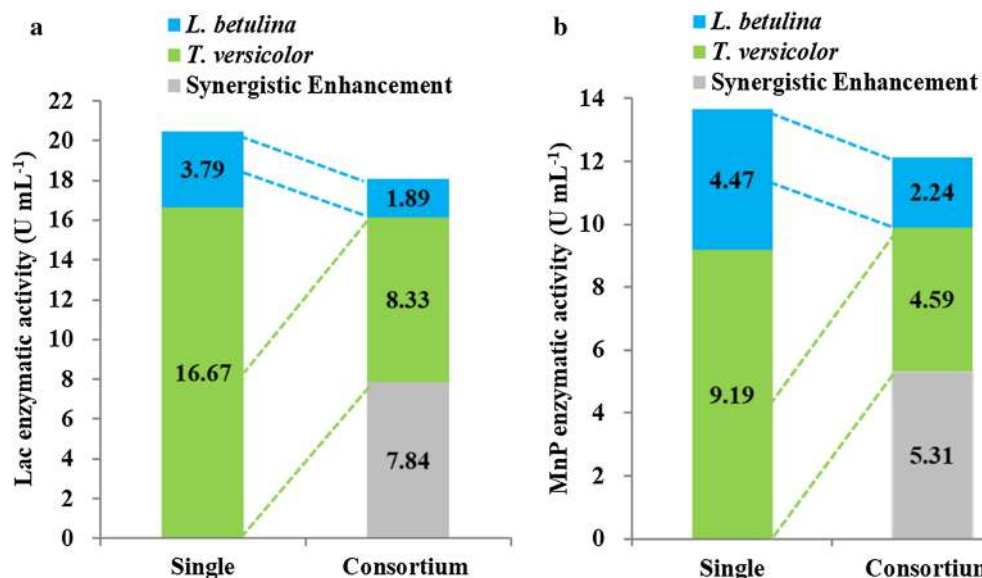 a
L. betulina
T. versicolor
Synergistic Enhancement
Lac enzymatic activity (U mL-1)
22
20
18
16
14
12
10
8
6
4
2
0
3.79
16.67
1.89
8.33
7.84
Single
Consortium
b
L. betulina
T. versicolor
Synergistic Enhancement
MnP enzymatic activity (U mL-1)
14
12
10
8
6
4
2
0
4.47
9.19
2.24
4.59
5.31
Single
Consortium